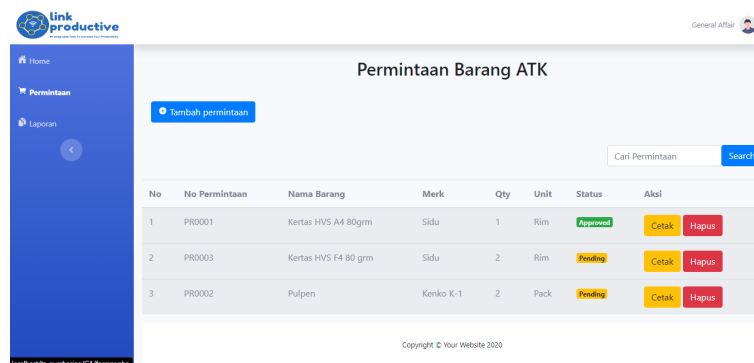 link
productive
General Affair
Home
Permintaan
Laporan
Permintaan Barang ATK
Tambah permintaan
Cari Permintaan Search
No No Permintaan Nama Barang Merk Qty Unit Status Aksi
1 PR0001 Kertas HVS A4 80grm Sidu 1 Rim Approved Cetak Hapus
2 PR0003 Kertas HVS F4 80 grm Sidu 2 Rim Pending Cetak Hapus
3 PR0002 Pulpen Kenko K-1 2 Pack Pending Cetak Hapus
Copyright © Your Website 2020